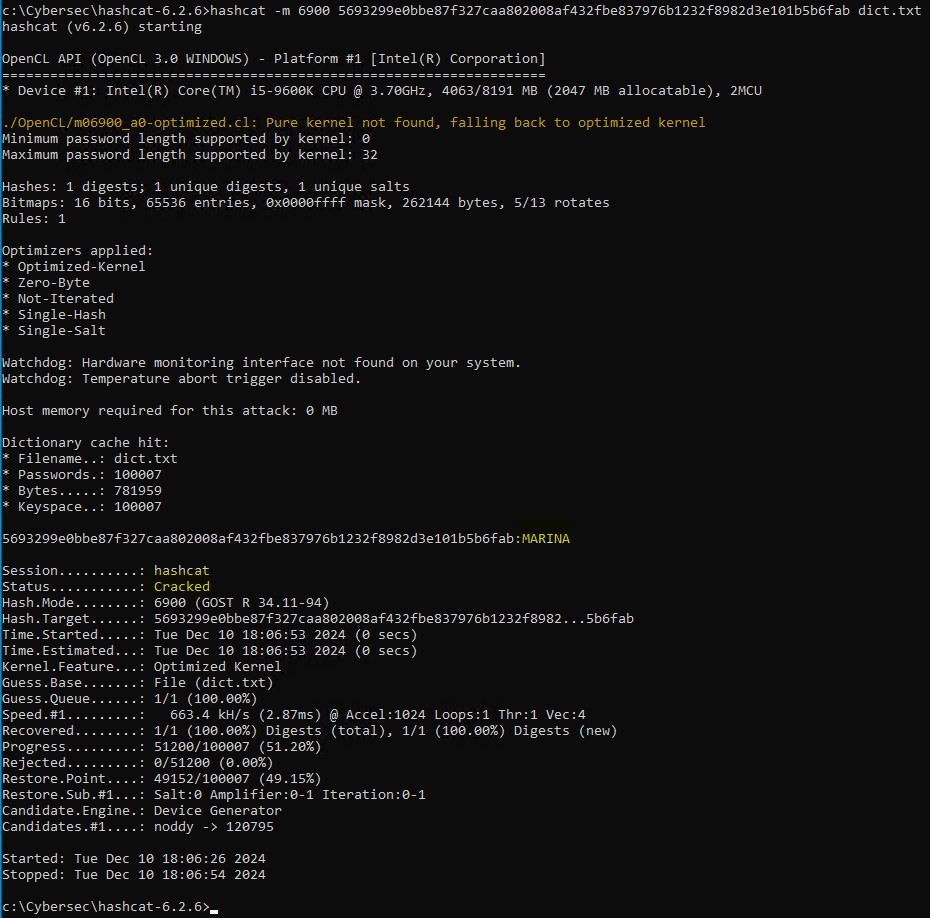 c:\Cybersec\hashcat-6.2.6>hashcat -m 6900 5693299e0bbe87f327caa802008af432fbe837976b1232f8982d3e101b5b6fab dict.txt
hashcat (v6.2.6) starting
OpenCL API (OpenCL 3.0 WINDOWS) - Platform #1 [Intel(R) Corporation]
====================================================================
* Device #1: Intel(R) Core(TM) i5-9600K CPU @ 3.70GHz, 4063/8191 MB (2047 MB allocatable), 2MCU
./OpenCL/m06900_a0-optimized.cl: Pure kernel not found, falling back to optimized kernel
Minimum password length supported by kernel: 0
Maximum password length supported by kernel: 32
Hashes: 1 digests; 1 unique digests, 1 unique salts
Bitmaps: 16 bits, 65536 entries, 0x0000ffff mask, 262144 bytes, 5/13 rotates
Rules: 1
Optimizers applied:
* Optimized-Kernel
* Zero-Byte
* Not-Iterated
* Single-Hash
* Single-Salt
Watchdog: Hardware monitoring interface not found on your system.
Watchdog: Temperature abort trigger disabled.
Host memory required for this attack: 0 MB
Dictionary cache hit:
* Filename..: dict.txt
* Passwords.: 100007
* Bytes.....: 781959
* Keyspace..: 100007
5693299e0bbe87f327caa802008af432fbe837976b1232f8982d3e101b5b6fab:MARINA
Session..........: hashcat
Status...........: Cracked
Hash.Mode........: 6900 (GOST R 34.11-94)
Hash.Target......: 5693299e0bbe87f327caa802008af432fbe837976b1232f8982...5b6fab
Time.Started.....: Tue Dec 10 18:06:53 2024 (0 secs)
Time.Estimated...: Tue Dec 10 18:06:53 2024 (0 secs)
Kernel.Feature...: Optimized Kernel
Guess.Base.......: File (dict.txt)
Guess.Queue......: 1/1 (100.00%)
Speed.#1.........:   663.4 kH/s (2.87ms) @ Accel:1024 Loops:1 Thr:1 Vec:4
Recovered........: 1/1 (100.00%) Digests (total), 1/1 (100.00%) Digests (new)
Progress.........: 51200/100007 (51.20%)
Rejected.........: 0/51200 (0.00%)
Restore.Point....: 49152/100007 (49.15%)
Restore.Sub.#1...: Salt:0 Amplifier:0-1 Iteration:0-1
Candidate.Engine.: Device Generator
Candidates.#1....: noddy -> 120795
Started: Tue Dec 10 18:06:26 2024
Stopped: Tue Dec 10 18:06:54 2024
c:\Cybersec\hashcat-6.2.6>